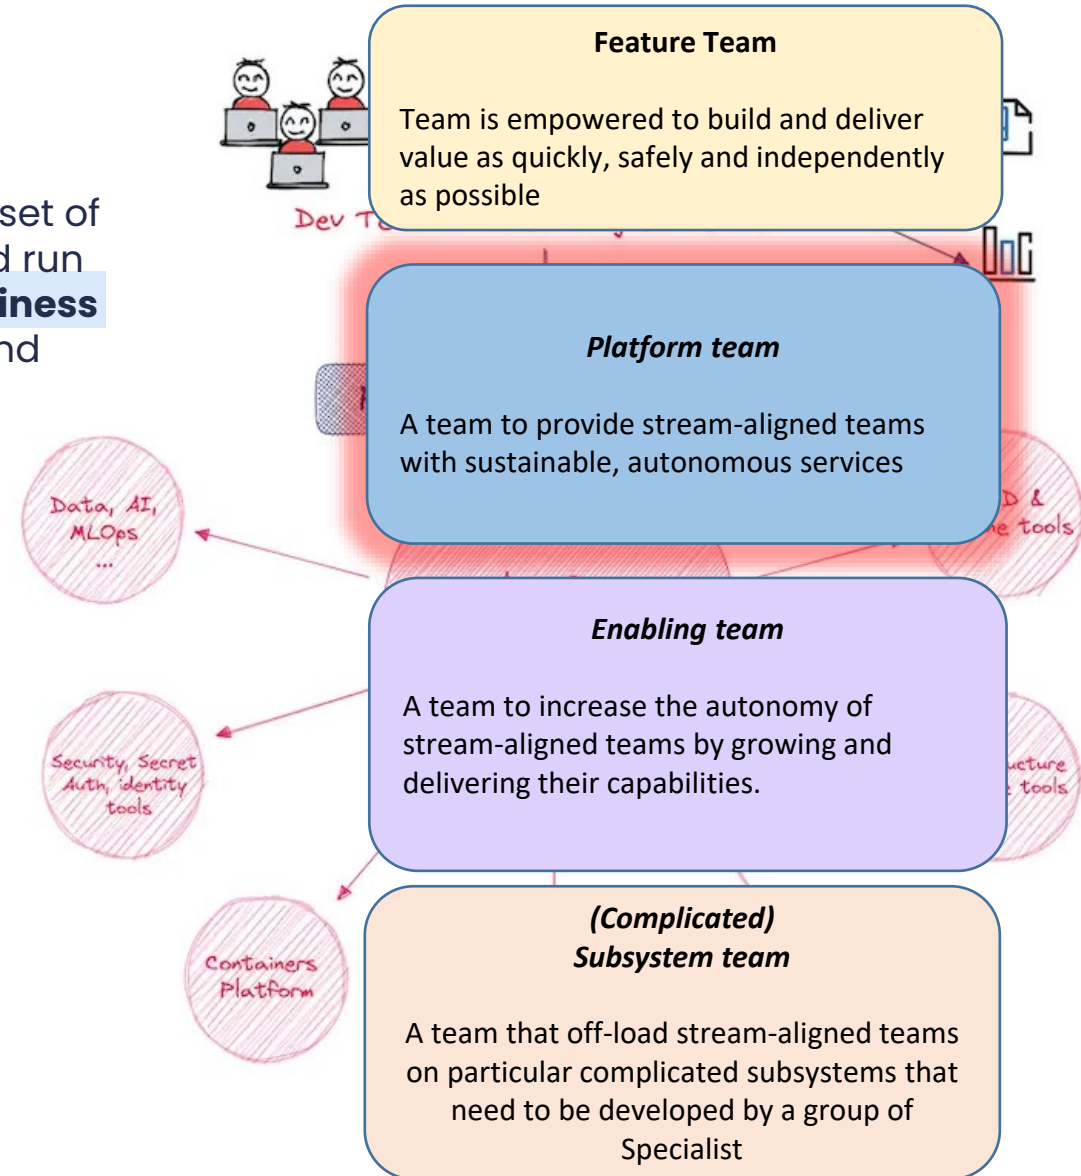 Feature Team
Team is empowered to build and deliver
value as quickly, safely and independently
as possible
set of
run
iness
Dev
Platform team
A team to provide stream-aligned teams
with sustainable, autonomous services
Data, AI,
MLOps
...
D &
tools
Enabling team
A team to increase the autonomy of
stream-aligned teams by growing and
delivering their capabilities.
Security, Secret
Auth, identity
tools
ucture
tools
Containers
Platform
(Complicated)
Subsystem team
A team that off-load stream-aligned teams
on particular complicated subsystems that
need to be developed by a group of
Specialist